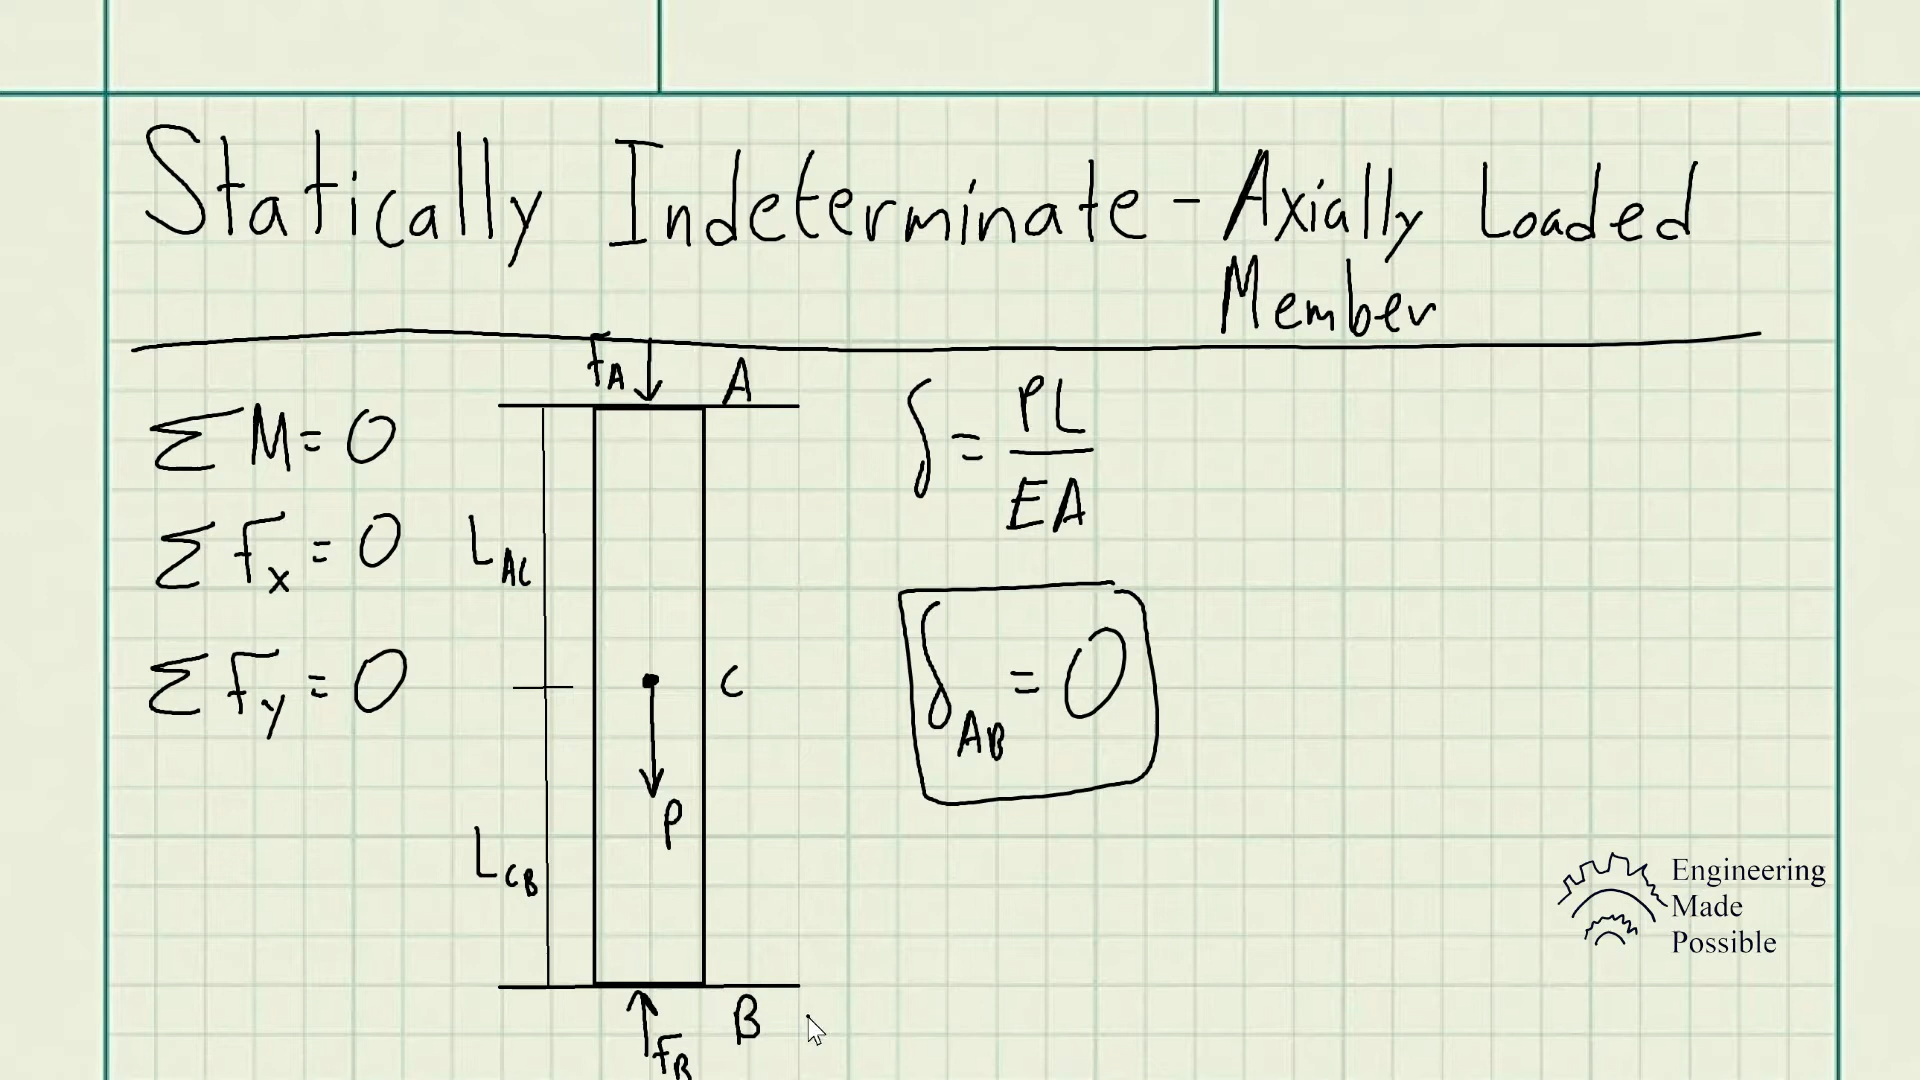 Statically Indeterminate - Axially Loaded
Member
F_A
A
ΣM = 0
δ = PL/EA
ΣF_x = 0
L_AC
δ_AB = 0
ΣF_y = 0
C
P
L_CB
B
F_B
Engineering
Made
Possible